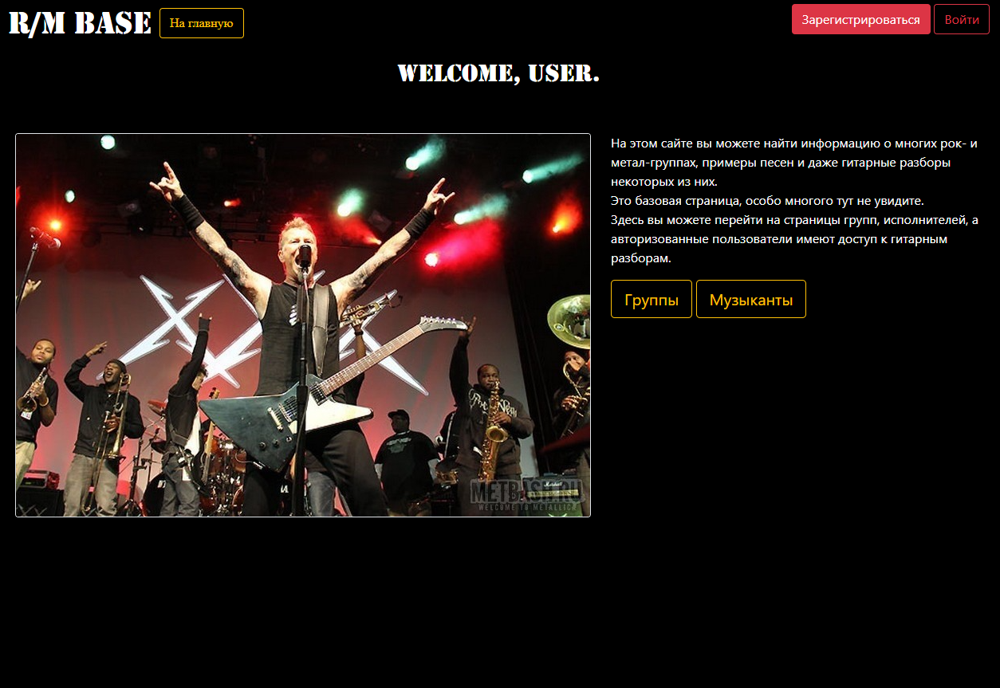 R/M BASE
На главную
Зарегистрироваться
Войти
WELCOME, USER.
На этом сайте вы можете найти информацию о многих рок- и
метал-группах, примеры песен и даже гитарные разборы
некоторых из них.
Это базовая страница, особо многого тут не увидите.
Здесь вы можете перейти на страницы групп, исполнителей, а
авторизованные пользователи имеют доступ к гитарным
разборам.
Группы
Музыканты
METBASH.RU
WELCOME TO METALLICA